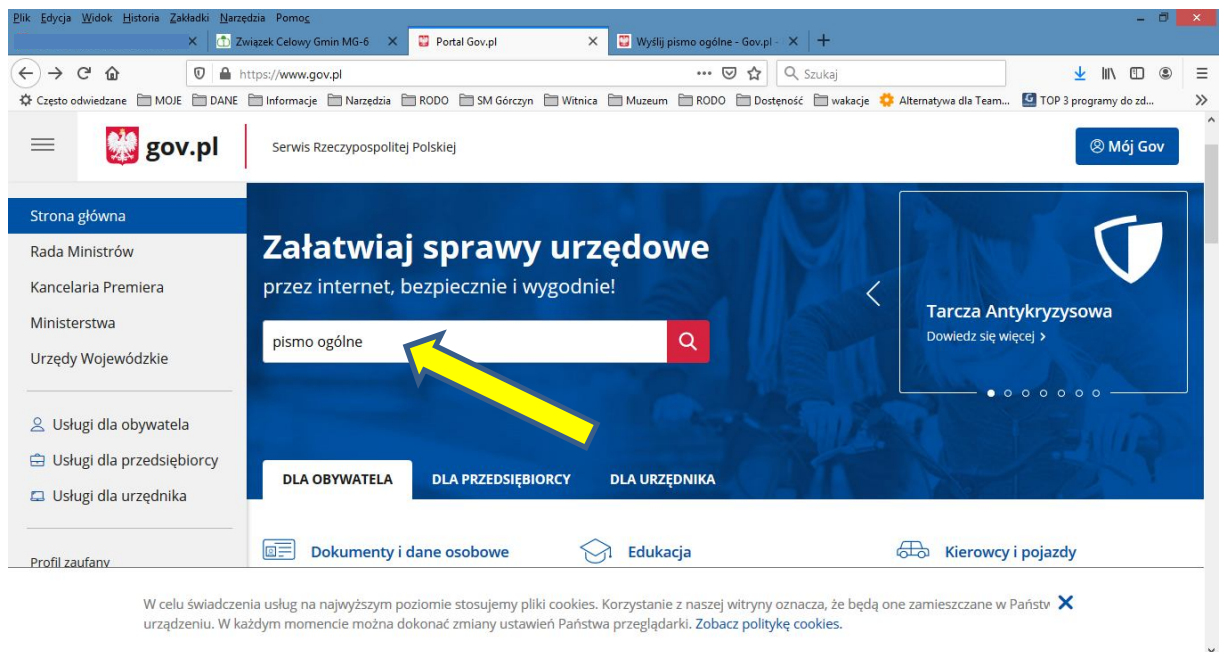 Plik Edycja Widok Historia Zakładki Narzędzia Pomoc
Związek Celowy Gmin MG-6
Portal Gov.pl
Wyślij pismo ogólne - Gov.pl -
https://www.gov.pl
Szukaj
Często odwiedzane MOJE DANE Informacje Narzędzia RODO SM Górczyn Witnica Muzeum RODO Dostęność wakacje Alternatywa dla Team... TOP 3 programy do zd...
gov.pl
Serwis Rzeczypospolitej Polskiej
Mój Gov
Strona główna
Rada Ministrów
Kancelaria Premiera
Ministerstwa
Urzędy Wojewódzkie
Usługi dla obywatela
Usługi dla przedsiębiorcy
Usługi dla urzędnika
Profil zaufany
Załatwiaj sprawy urzędowe
przez internet, bezpiecznie i wygodnie!
pismo ogólne
Tarcza Antykryzysowa
Dowiedz się więcej >
DLA OBYWATELA DLA PRZEDSIĘBIORCY DLA URZĘDNIKA
Dokumenty i dane osobowe
Edukacja
Kierowcy i pojazdy
W celu świadczenia usług na najwyższym poziomie stosujemy pliki cookies. Korzystanie z naszej witryny oznacza, że będą one zamieszczane w Państw
urządzeniu. W każdym momencie można dokonać zmiany ustawień Państwa przeglądarki. Zobacz politykę cookies.